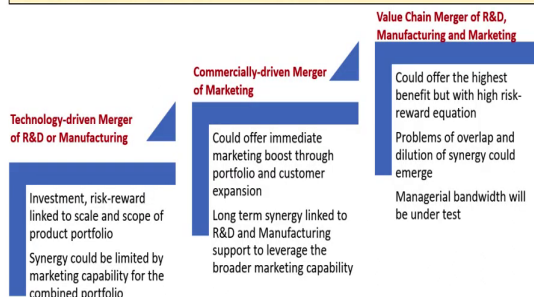 Technology-driven Merger
of R&D or Manufacturing
Investment, risk-reward
linked to scale and scope of
product portfolio
Synergy could be limited by
marketing capability for the
combined portfolio
Commercially-driven Merger
of Marketing
Could offer immediate
marketing boost through
portfolio and customer
expansion
Long term synergy linked to
R&D and Manufacturing
support to leverage the
broader marketing capability
Value Chain Merger of R&D,
Manufacturing and Marketing
Could offer the highest
benefit but with high risk-
reward equation
Problems of overlap and
dilution of synergy could
emerge
Managerial bandwidth will
be under test